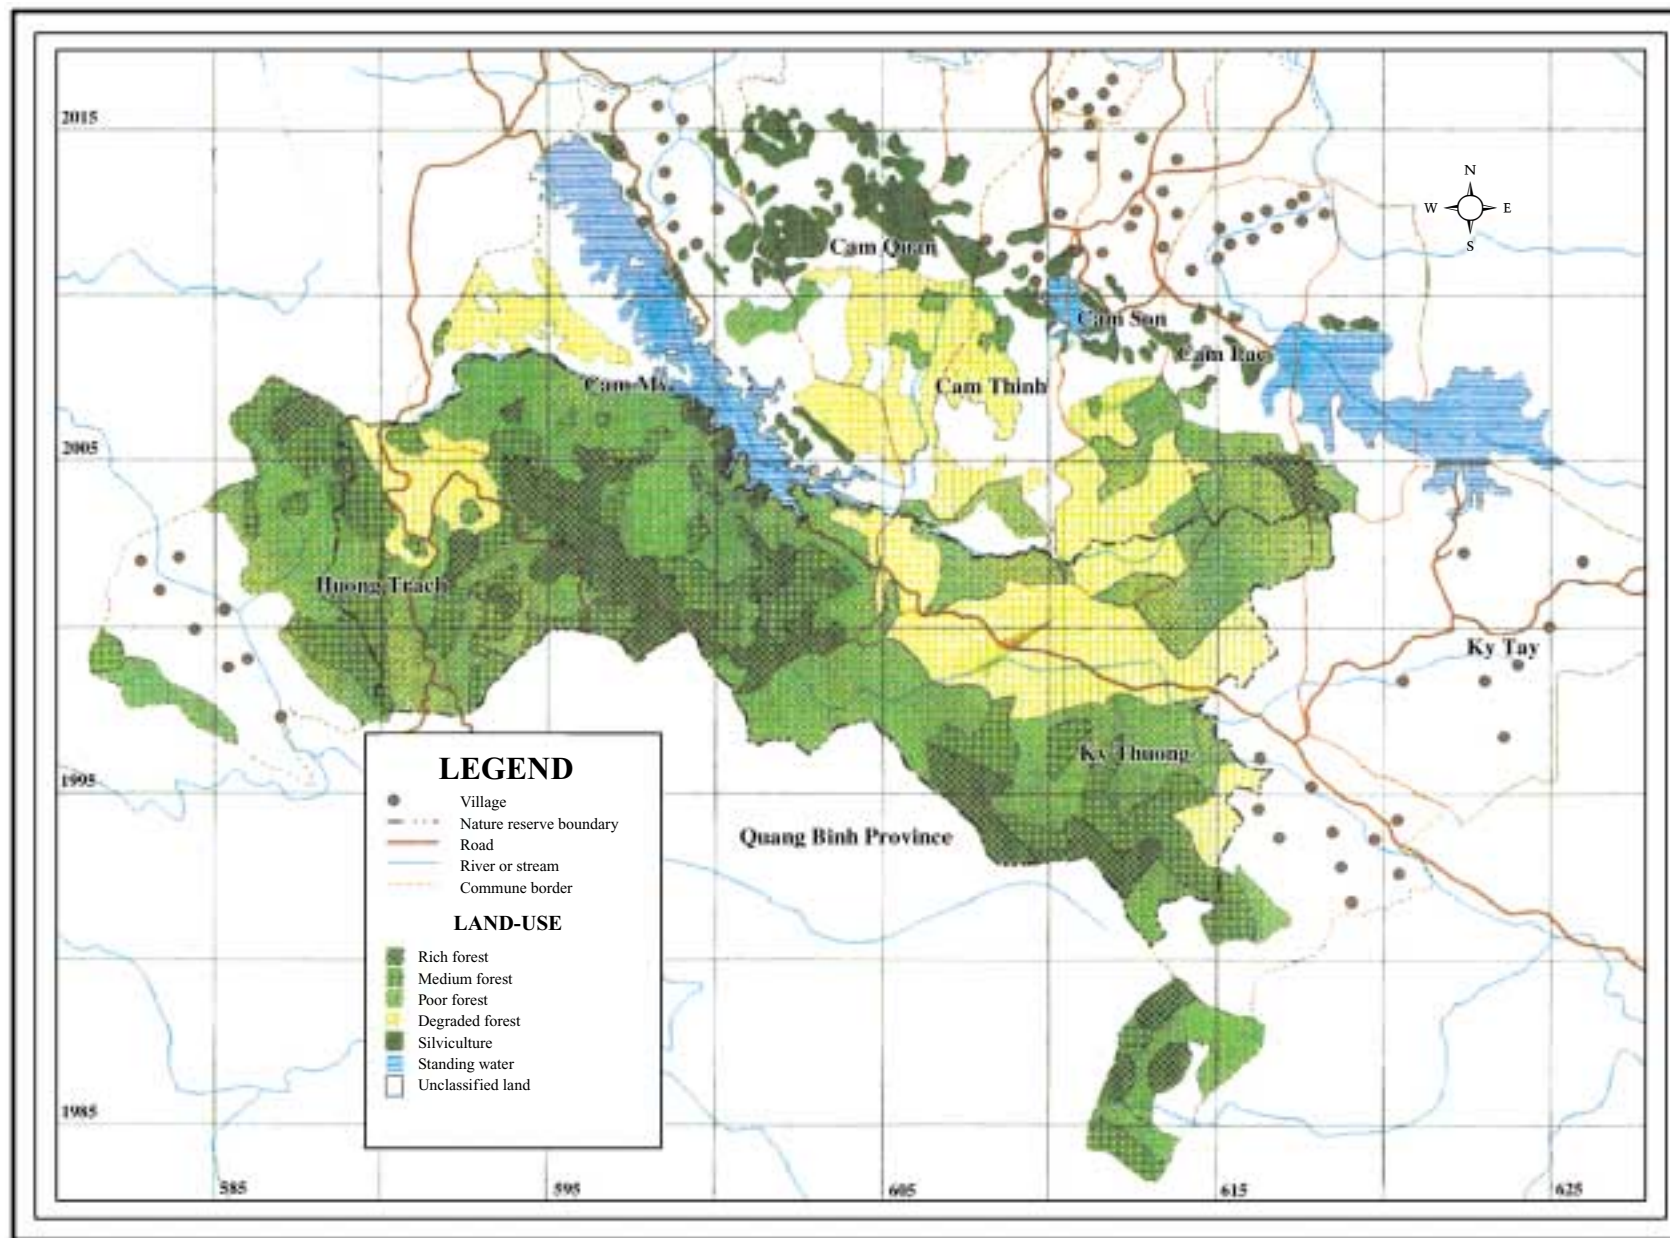 2015
N
W E
S
Cam Quan
Cam Son
Cam Lac
Cam My
Cam Thinh
2005
Huong Trach
Ky Tay
Ky Thuong
1995
Quang Binh Province
LEGEND
Village
Nature reserve boundary
Road
River or stream
Commune border
LAND-USE
Rich forest
Medium forest
Poor forest
Degraded forest
Silviculture
Standing water
Unclassified land
1985
585 595 605 615 625